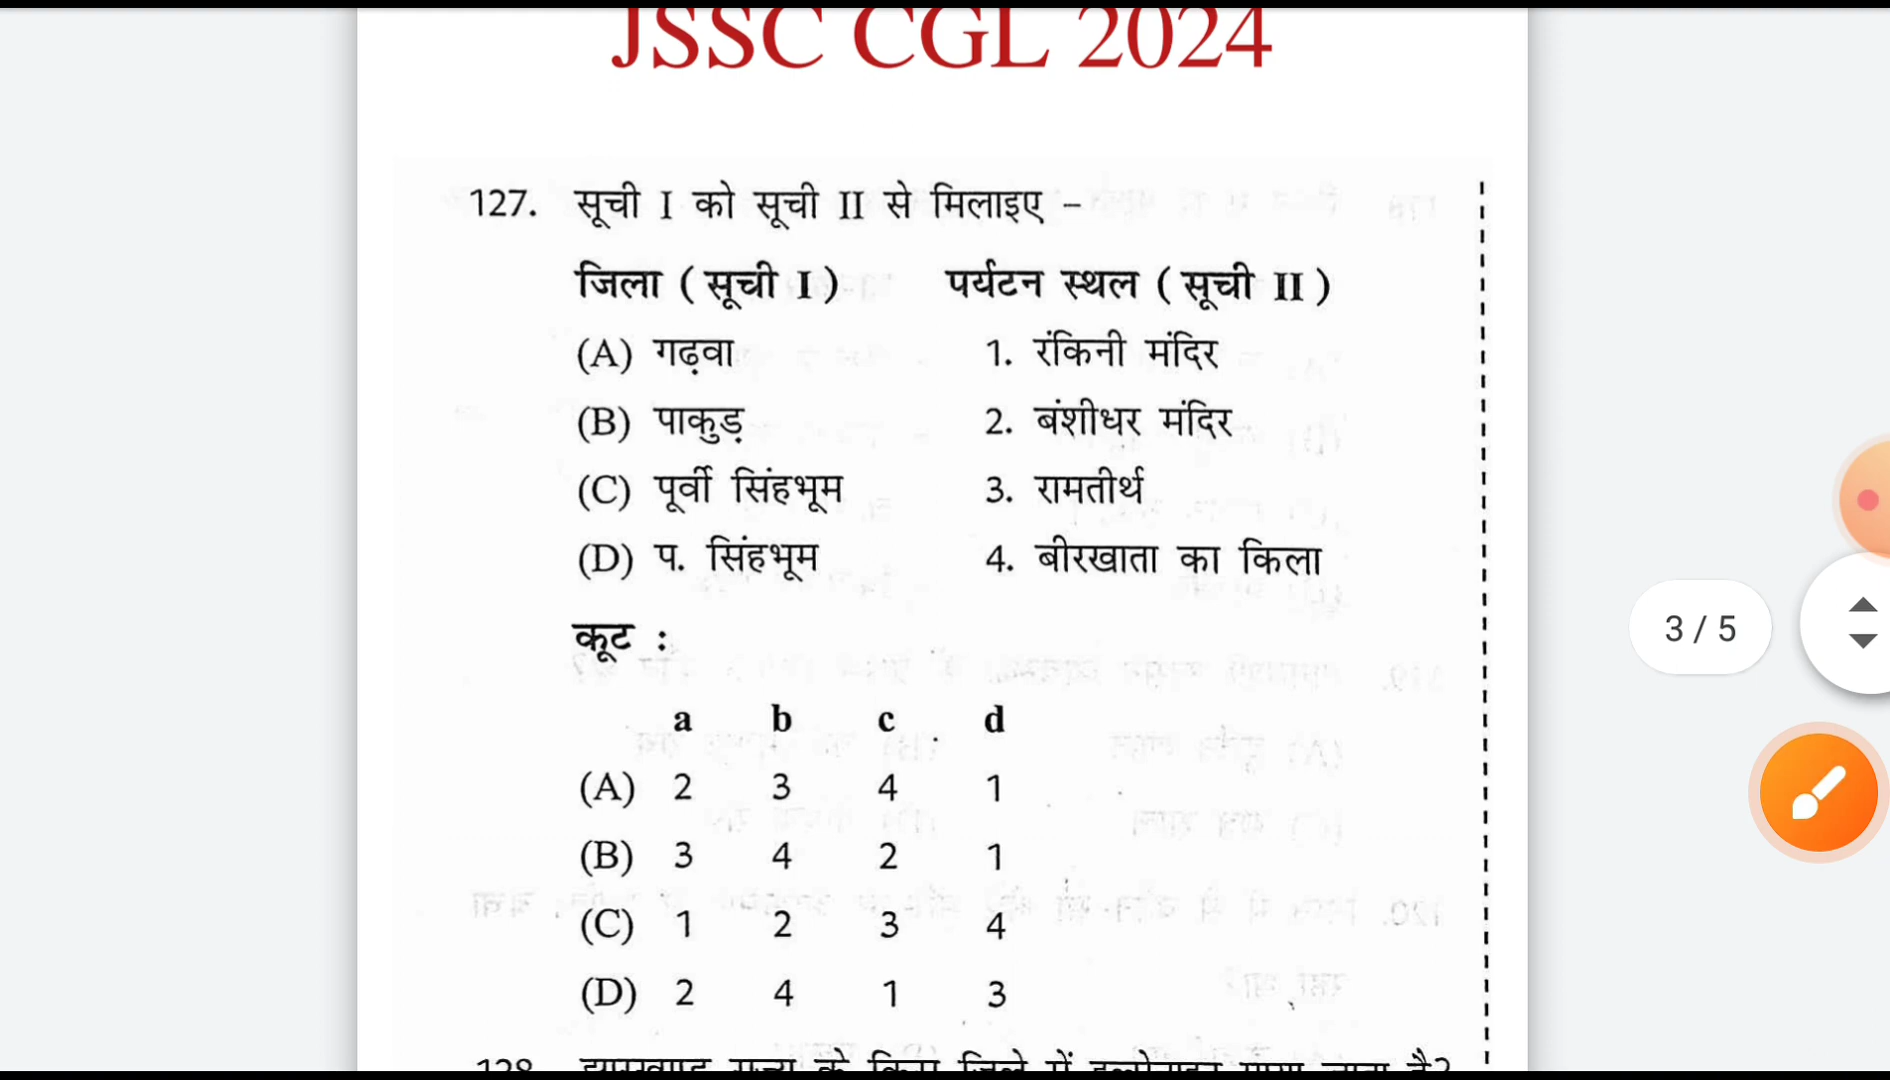 JSSC CGL 2024
127. सूची I को सूची II से मिलाइए –
जिला ( सूची I ) पर्यटन स्थल ( सूची II )
(A) गढ़वा 1. रंकिनी मंदिर
(B) पाकुड़ 2. बंशीधर मंदिर
(C) पूर्वी सिंहभूम 3. रामतीर्थ
(D) प. सिंहभूम 4. बीरखाता का किला
कूट :
a b c d
(A) 2 3 4 1
(B) 3 4 2 1
(C) 1 2 3 4
(D) 2 4 1 3
3 / 5